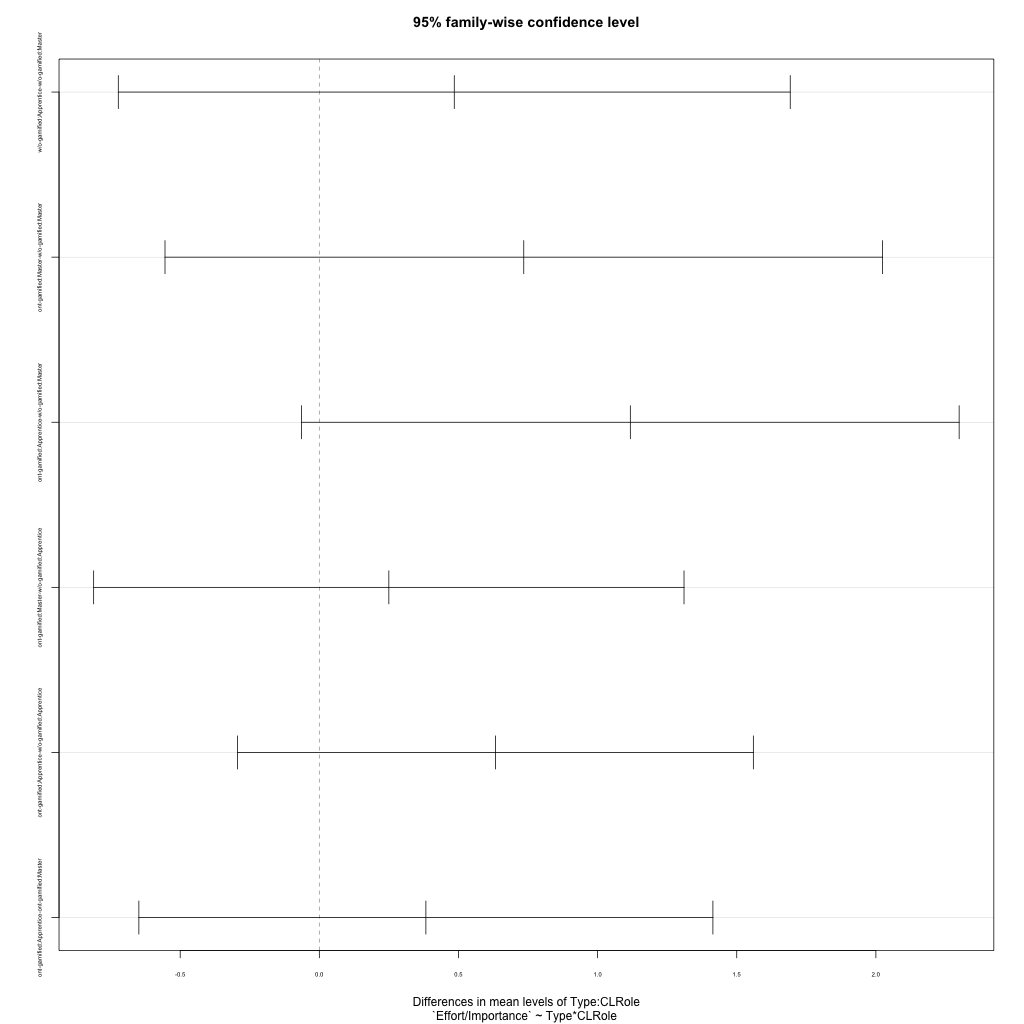 95% family-wise confidence level
w/o-gamified:Apprentice-w/o-gamified:Master
ont-gamified:Master-w/o-gamified:Master
ont-gamified:Apprentice-w/o-gamified:Master
ont-gamified:Master-w/o-gamified:Apprentice
ont-gamified:Apprentice-w/o-gamified:Apprentice
ont-gamified:Apprentice-ont-gamified:Master
-0.5 0.0 0.5 1.0 1.5 2.0
Differences in mean levels of Type:CLRole
`Effort/Importance` ~ Type*CLRole